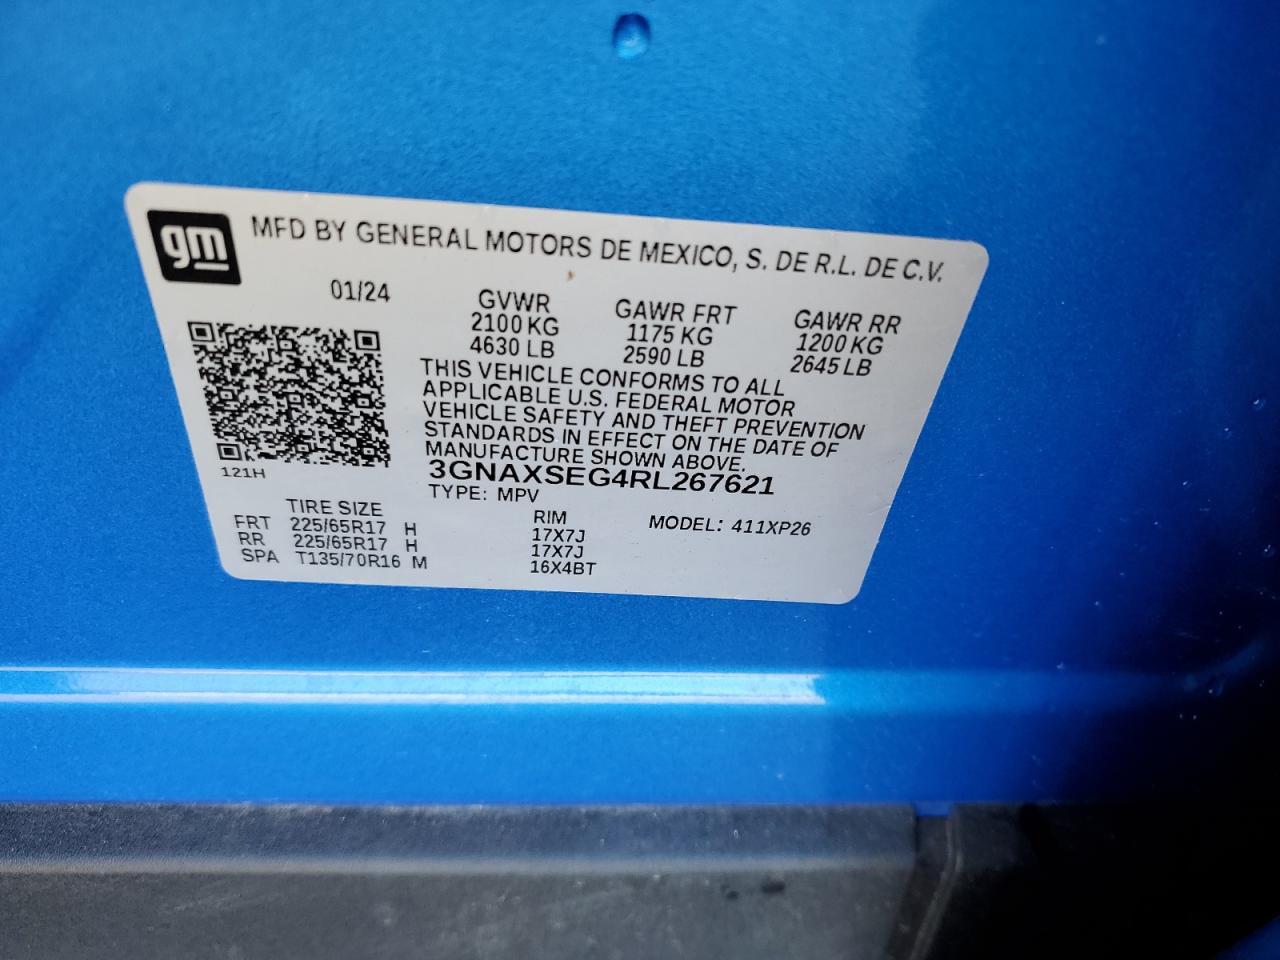 gm
MFD BY GENERAL MOTORS DE MEXICO, S. DE R.L. DE C.V.
01/24
GVWR GAWR FRT GAWR RR
2100 KG 1175 KG 1200 KG
4630 LB 2590 LB 2645 LB
THIS VEHICLE CONFORMS TO ALL
APPLICABLE U.S. FEDERAL MOTOR
VEHICLE SAFETY AND THEFT PREVENTION
STANDARDS IN EFFECT ON THE DATE OF
MANUFACTURE SHOWN ABOVE.
121H
3GNAXSEG4RL267621
TYPE: MPV
TIRE SIZE RIM MODEL: 411XP26
FRT 225/65R17 H 17X7J
RR 225/65R17 H 17X7J
SPA T135/70R16 M 16X4BT